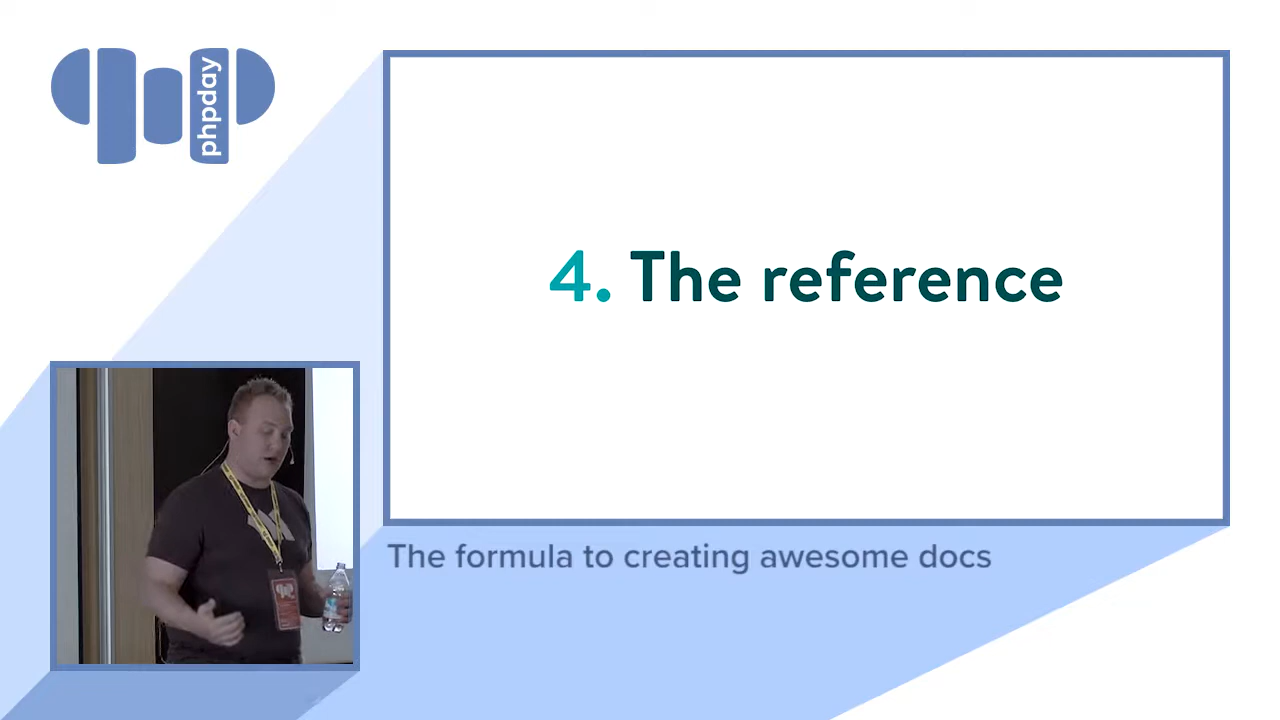 phpday
4. The reference
The formula to creating awesome docs